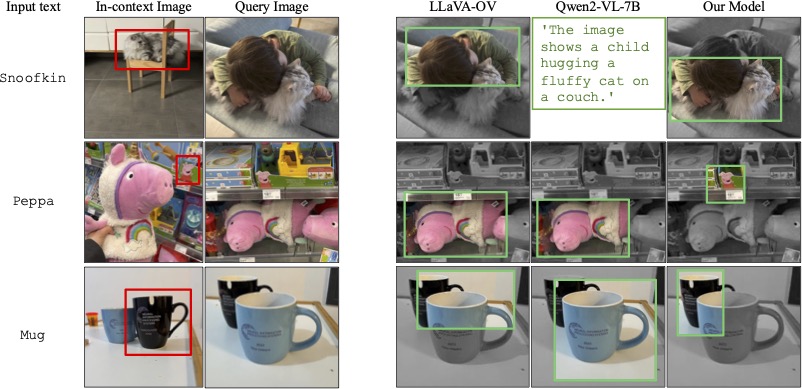 Input text In-context Image Query Image LLaVA-OV Qwen2-VL-7B Our Model
Snoofkin
'The image
shows a child
hugging a
fluffy cat on
a couch.'
Peppa
Mug